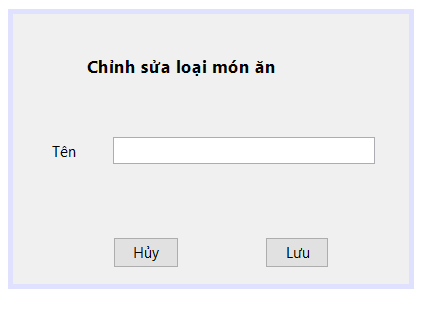 Chỉnh sửa loại món ăn
Tên
Hủy Lưu